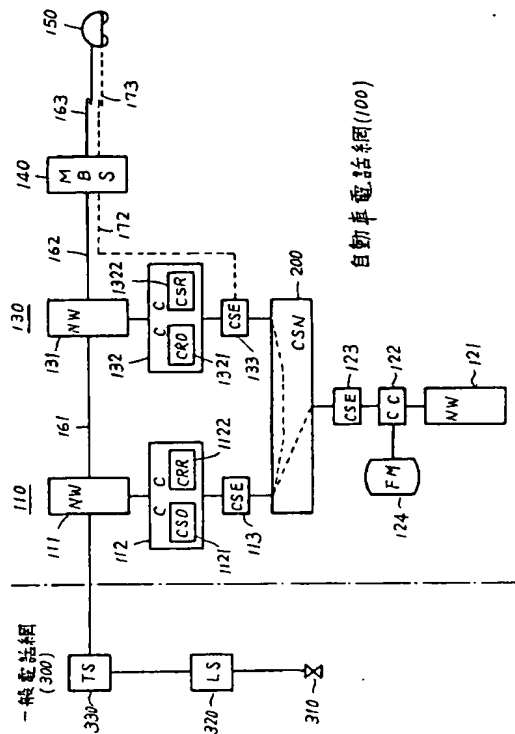 一般電話網
(300)
110
130
140
150
111
NW
161
131
NW
162
M
B
S
163
330
TS
172
173
112
CSO
1121
C
C
CRR
1122
132
CRO
1321
C
C
CSR
1322
320
LS
113
CSE
CSE
133
310
CSN
200
自動車電話網(100)
CSE
123
124
FM
CC
122
NW
121